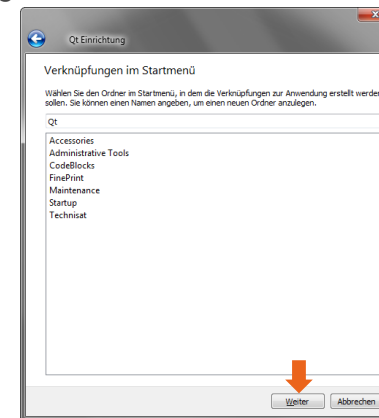 Qt Einrichtung
Verknüpfungen im Startmenü
Wählen Sie den Ordner im Startmenü, in dem die Verknüpfungen zur Anwendung erstellt werde
sollen. Sie können einen Namen angeben, um einen neuen Ordner anzulegen.
Qt
Accessories
Administrative Tools
CodeBlocks
FinePrint
Maintenance
Startup
Technisat
Weiter
Abbrechen